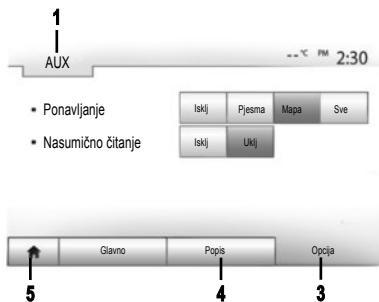 1
AUX
--°C PM 2:30
Ponavljanje Isklj Pjesma Mapa Sve
Nasumično čitanje Isklj Uklj
Glavno Popis Opcija
5 4 3